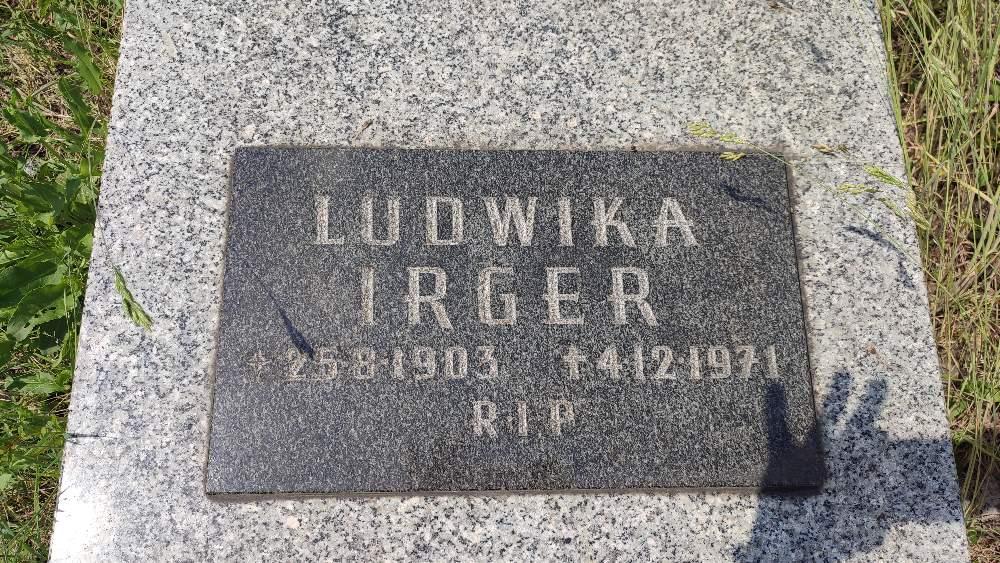 LUDWIKA
IRGER
* 25·8·1903 †4·12·1971
R·I·P